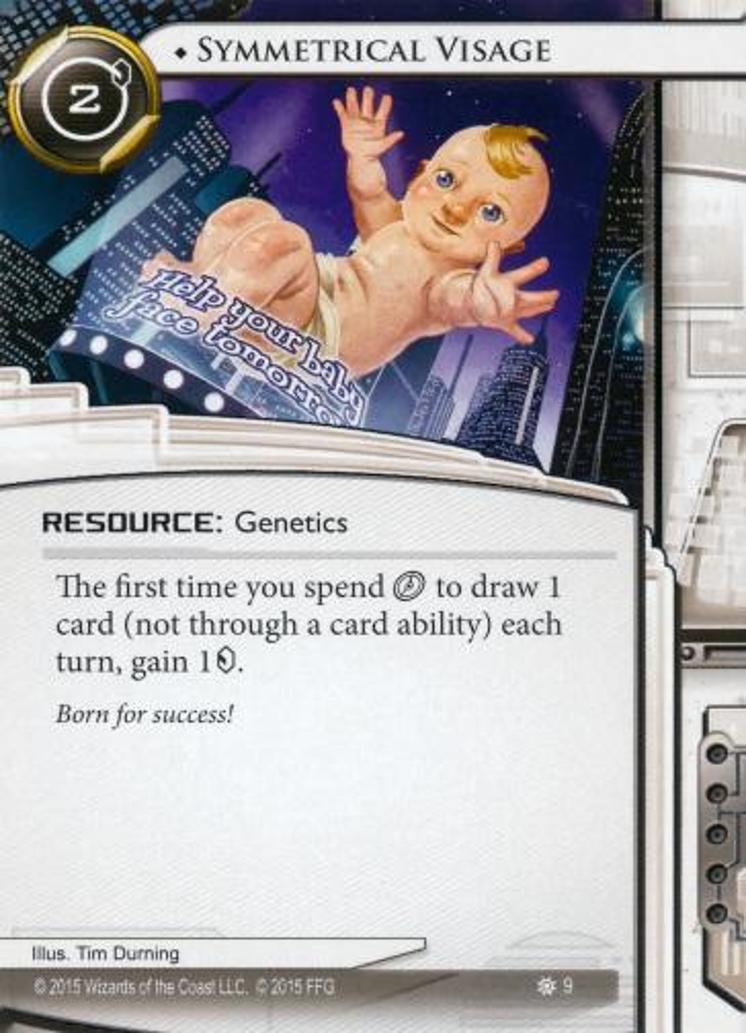 2
♦ Symmetrical Visage
Help your baby
face tomorro
RESOURCE: Genetics
The first time you spend to draw 1
card (not through a card ability) each
turn, gain 1.
Born for success!
Illus. Tim Durning
© 2015 Wizards of the Coast LLC. © 2015 FFG
9